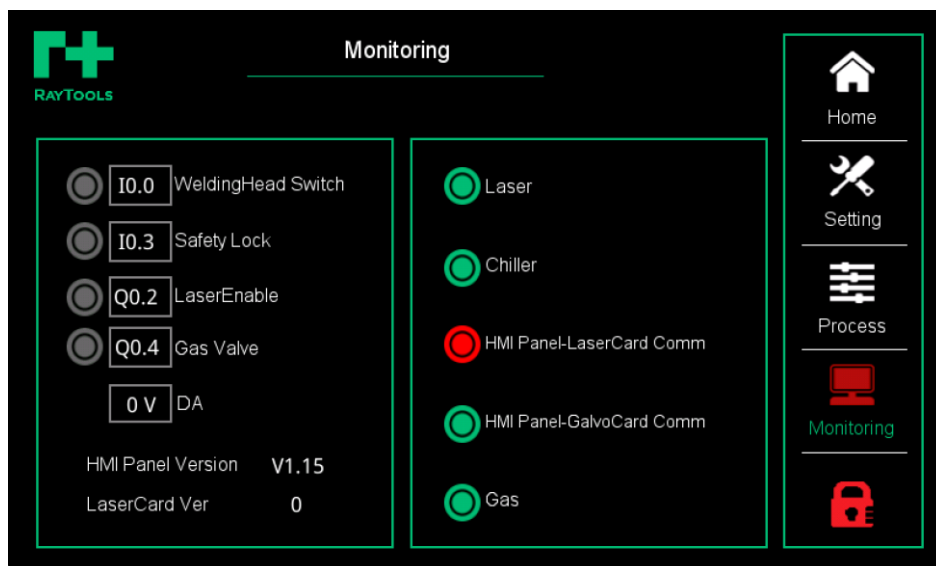 RAYTOOLS
Monitoring
I0.0 WeldingHead Switch
I0.3 Safety Lock
Q0.2 LaserEnable
Q0.4 Gas Valve
0 V DA
HMI Panel Version V1.15
LaserCard Ver 0
Laser
Chiller
HMI Panel-LaserCard Comm
HMI Panel-GalvoCard Comm
Gas
Home
Setting
Process
Monitoring